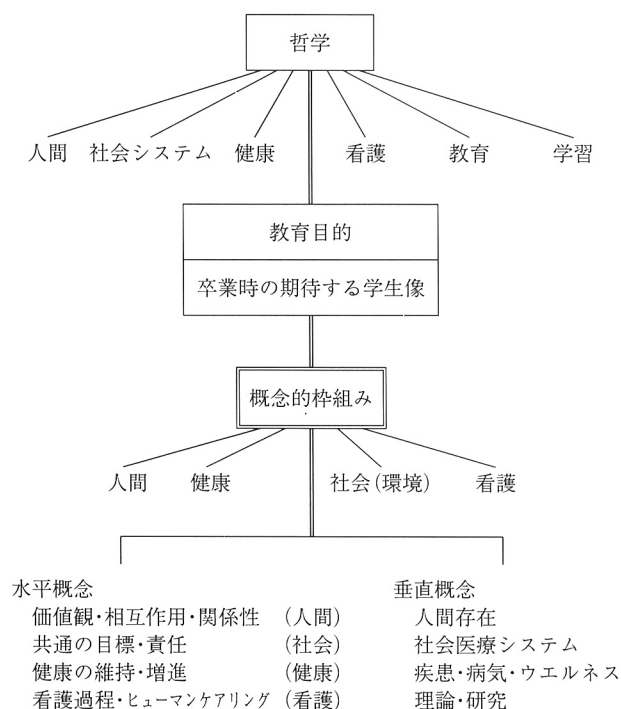 哲学
人間 社会システム 健康 看護 教育 学習
教育目的
卒業時の期待する学生像
概念的枠組み
人間 健康 社会(環境) 看護
水平概念 垂直概念
価値観・相互作用・関係性 (人間) 人間存在
共通の目標・責任 (社会) 社会医療システム
健康の維持・増進 (健康) 疾患・病気・ウエルネス
看護過程・ヒューマンケアリング (看護) 理論・研究